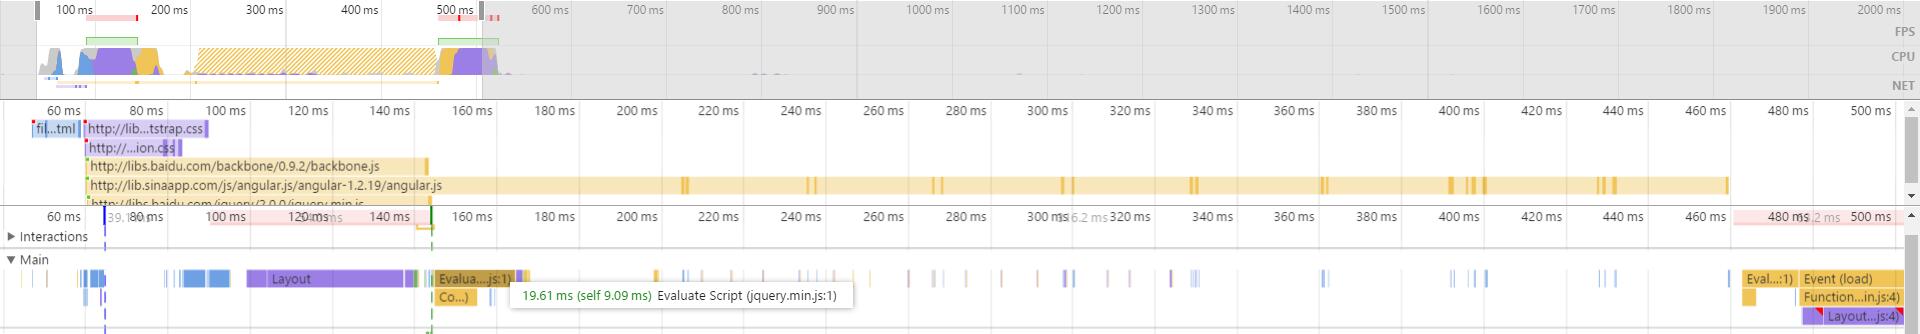 100 ms 200 ms 300 ms 400 ms 500 ms 600 ms 700 ms 800 ms 900 ms 1000 ms 1100 ms 1200 ms 1300 ms 1400 ms 1500 ms 1600 ms 1700 ms 1800 ms 1900 ms 2000 ms
FPS
CPU
NET
60 ms 80 ms 100 ms 120 ms 140 ms 160 ms 180 ms 200 ms 220 ms 240 ms 260 ms 280 ms 300 ms 320 ms 340 ms 360 ms 380 ms 400 ms 420 ms 440 ms 460 ms 480 ms 500 ms
fil...tml http://lib...tstrap.css
http://...ion.css
http://libs.baidu.com/backbone/0.9.2/backbone.js
http://lib.sinaapp.com/js/angular.js/angular-1.2.19/angular.js
http://libs.baidu.com/jquery/2.0.0/jquery.min.js
60 ms 80 ms 100 ms 120 ms 140 ms 160 ms 180 ms 200 ms 220 ms 240 ms 260 ms 280 ms 300 ms 320 ms 340 ms 360 ms 380 ms 400 ms 420 ms 440 ms 460 ms 480 ms 500 ms
Interactions
Main
Layout Evalua...js:1) Eval...:1) Event (load)
Co...) 19.61 ms (self 9.09 ms) Evaluate Script (jquery.min.js:1) Function...in.js:4)
Layout...js:4)